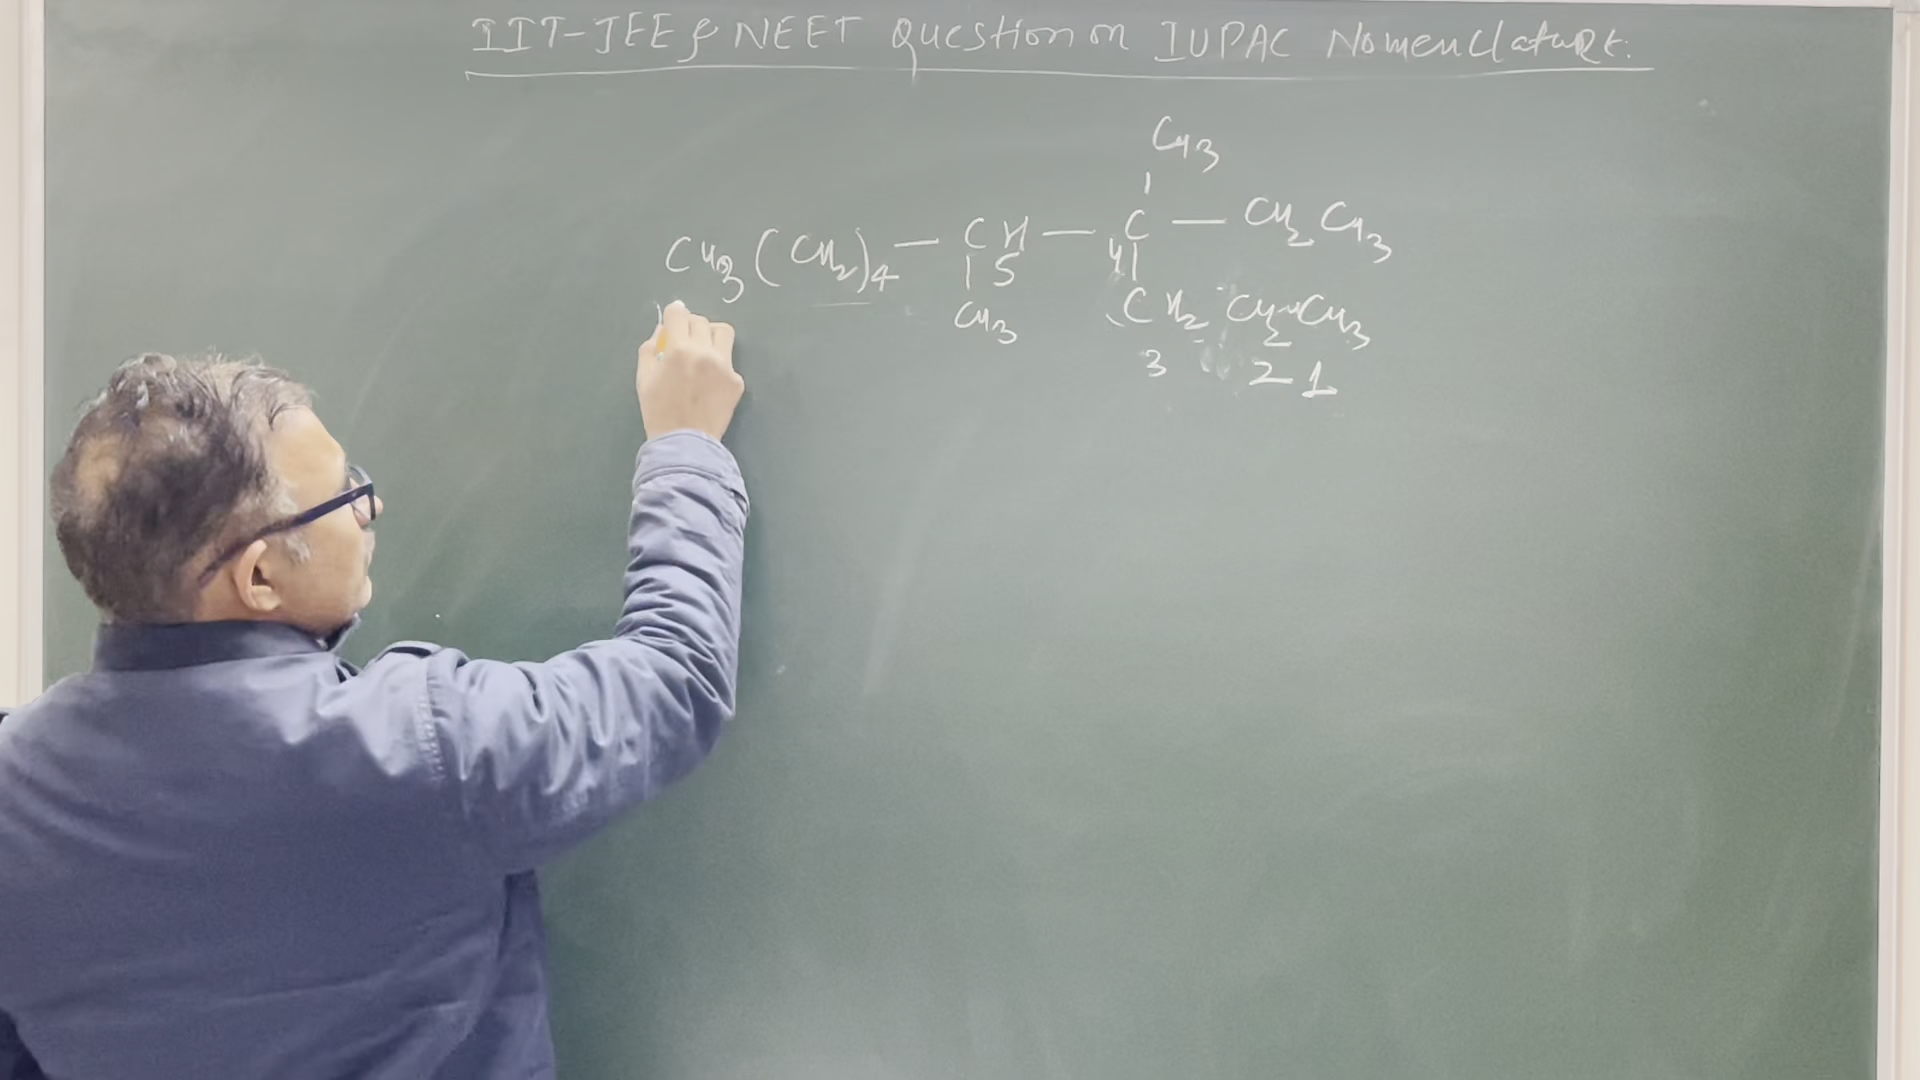 IIT-JEE & NEET Question on IUPAC Nomenclature.
CH3
CH3(CH2)4 — CH — C — CH2CH3
5 4
CH3 CH2 CH2-CH3
3 2 1